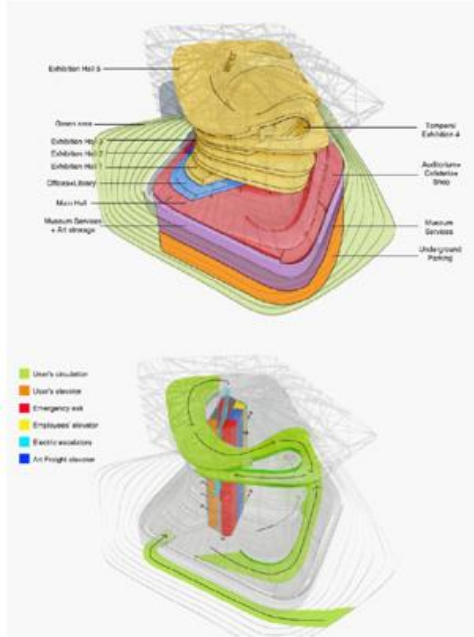 Exhibition Hall 5
Green area
Exhibition Hall 3
Exhibition Hall 2
Exhibition Hall 1
Offices+Library
Main Hall
Museum Services
+ Art storage
Exhibition 4
Auditorium+
Cafeteria+
Shop
Museum
Services
Underground
Parking
User's circulation
User's elevator
Emergency exit
Employees' elevator
Electric escalators
Art Freight elevator